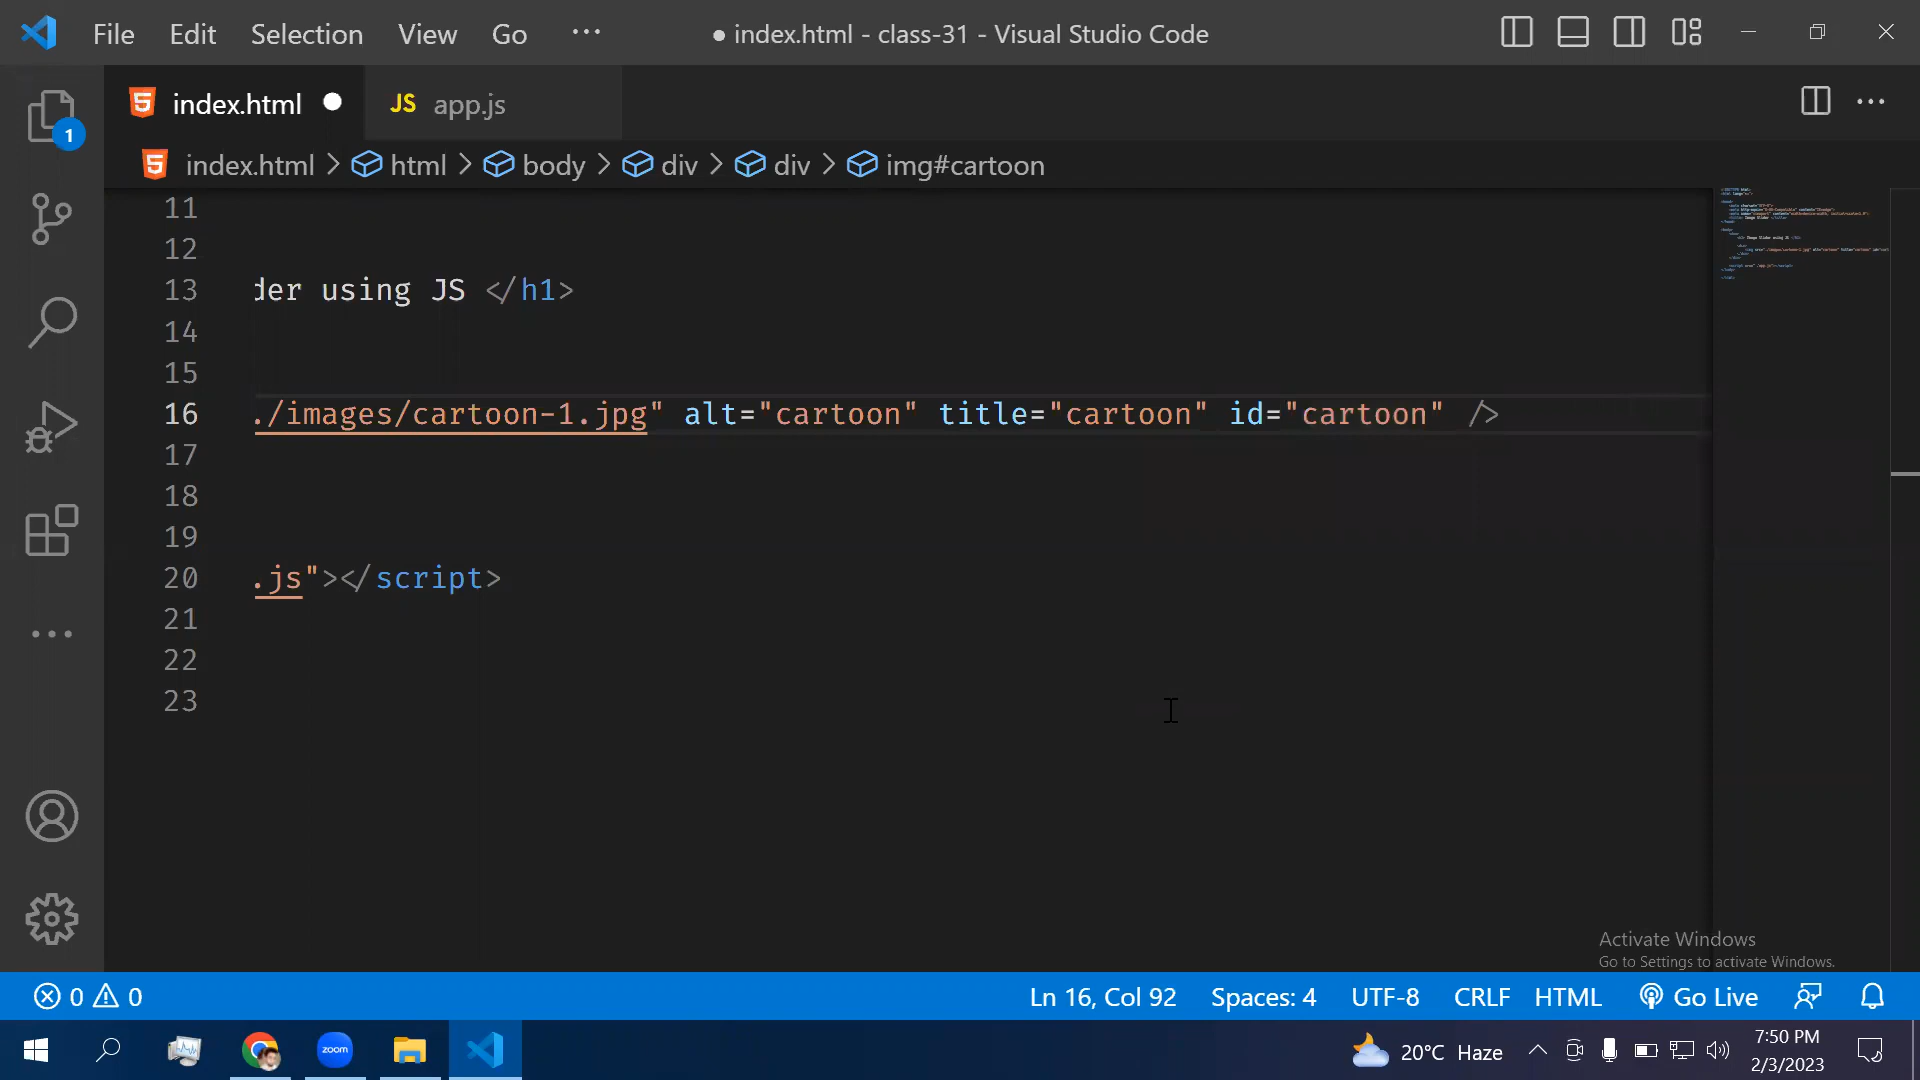 File Edit Selection View Go ··· ● index.html - class-31 - Visual Studio Code
1
index.html ● JS app.js
index.html > html > body > div > div > img#cartoon
11
12
13 der using JS </h1>
14
15
16 ./images/cartoon-1.jpg" alt="cartoon" title="cartoon" id="cartoon" />
17
18
19
20 .js"></script>
21
22
23
Activate Windows
Go to Settings to activate Windows.
0 0 Ln 16, Col 92 Spaces: 4 UTF-8 CRLF HTML Go Live
zoom 20°C Haze 7:50 PM
2/3/2023